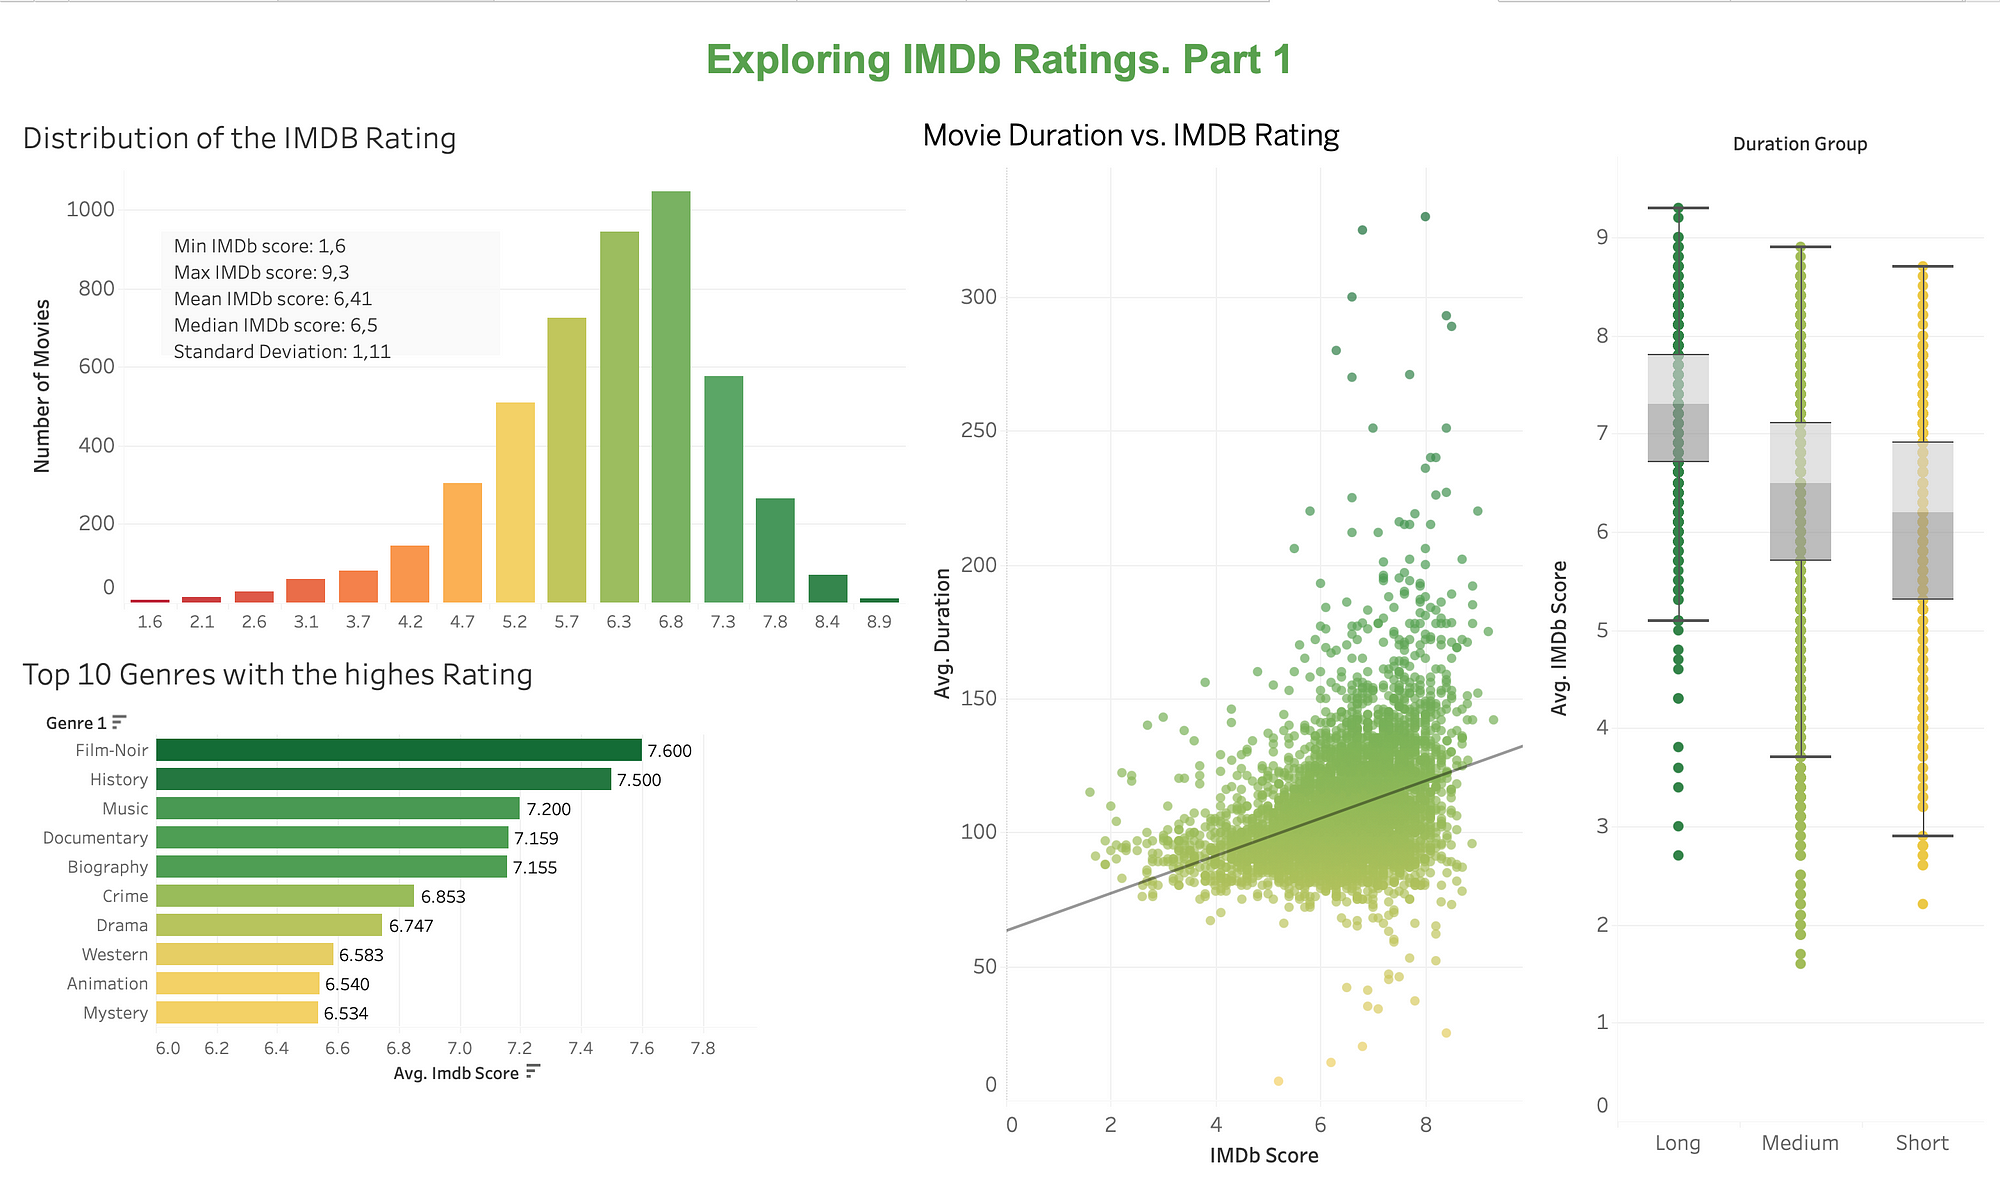 Exploring IMDb Ratings. Part 1
Distribution of the IMDB Rating
Number of Movies
1000
800
600
400
200
0
Min IMDb score: 1,6
Max IMDb score: 9,3
Mean IMDb score: 6,41
Median IMDb score: 6,5
Standard Deviation: 1,11
1.6 2.1 2.6 3.1 3.7 4.2 4.7 5.2 5.7 6.3 6.8 7.3 7.8 8.4 8.9
Top 10 Genres with the highes Rating
Genre 1
Film-Noir 7.600
History 7.500
Music 7.200
Documentary 7.159
Biography 7.155
Crime 6.853
Drama 6.747
Western 6.583
Animation 6.540
Mystery 6.534
6.0 6.2 6.4 6.6 6.8 7.0 7.2 7.4 7.6 7.8
Avg. Imdb Score
Movie Duration vs. IMDB Rating
Avg. Duration
300
250
200
150
100
50
0
0 2 4 6 8
IMDb Score
Duration Group
Avg. IMDb Score
9
8
7
6
5
4
3
2
1
0
Long Medium Short